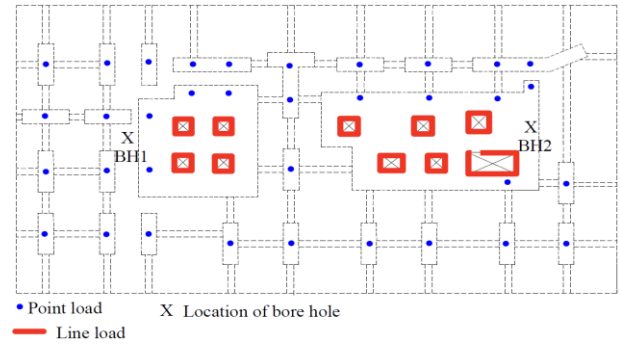 X
BH1
X
BH2
Point load
X Location of bore hole
Line load